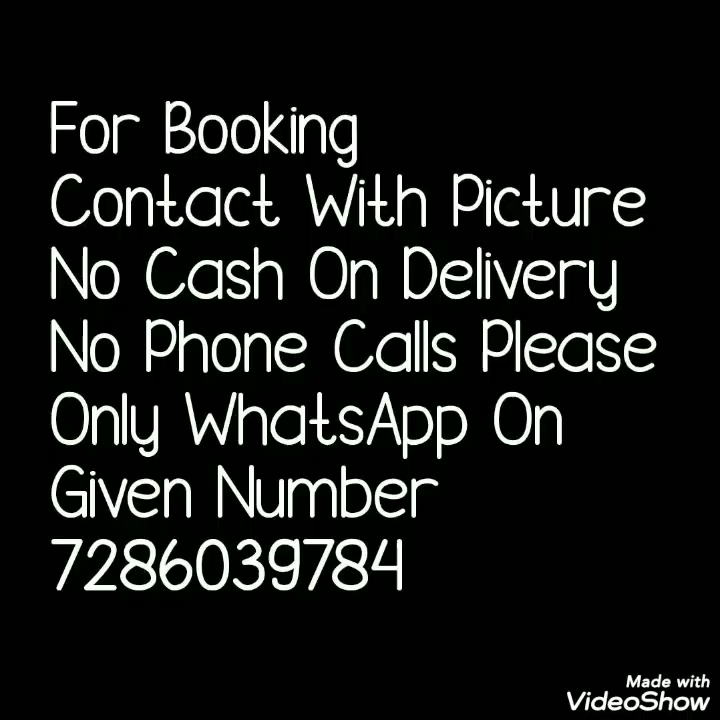 For Booking
Contact With Picture
No Cash On Delivery
No Phone Calls Please
Only WhatsApp On
Given Number
7286039784
Made with
VideoShow